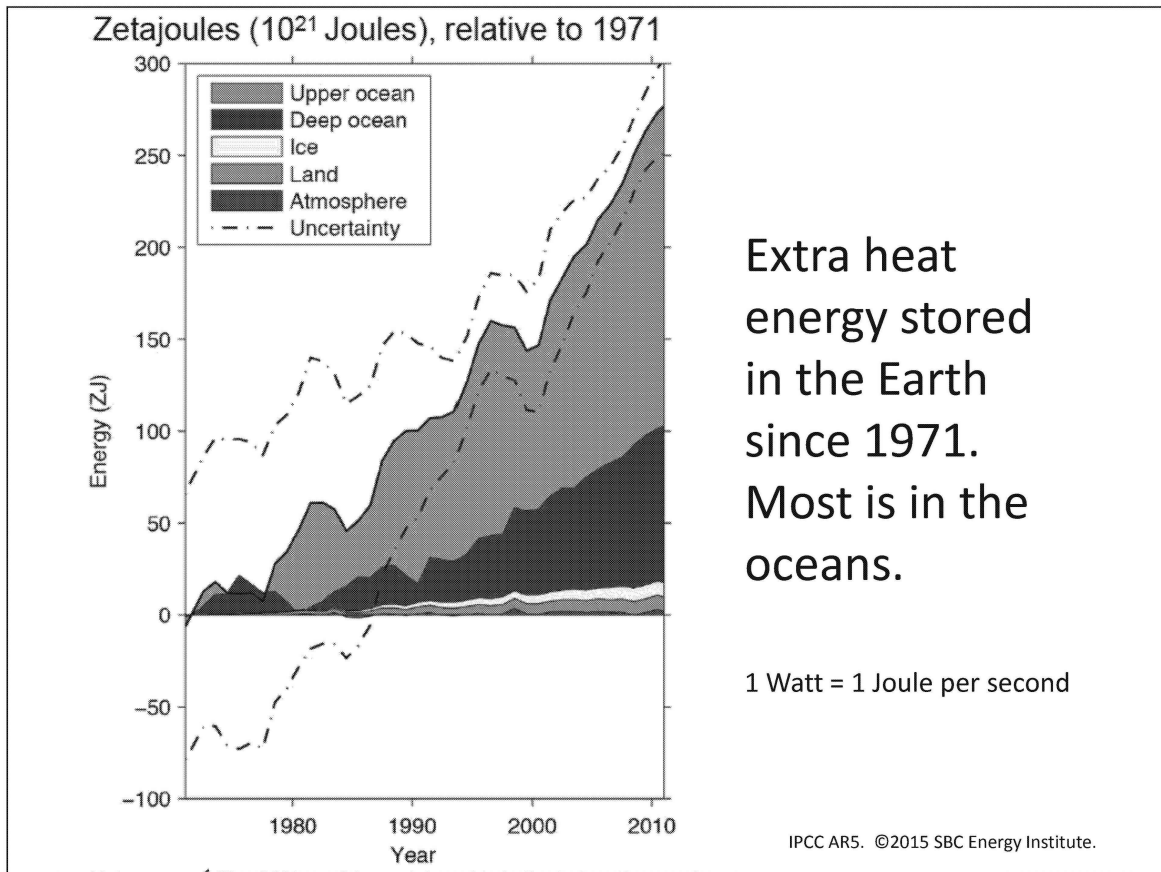 Zetajoules (10²¹ Joules), relative to 1971
300
250
200
150
100
50
0
−50
−100
Energy (ZJ)
Upper ocean
Deep ocean
Ice
Land
Atmosphere
Uncertainty
1980
1990
2000
2010
Year
Extra heat
energy stored
in the Earth
since 1971.
Most is in the
oceans.
1 Watt = 1 Joule per second
IPCC AR5. ©2015 SBC Energy Institute.